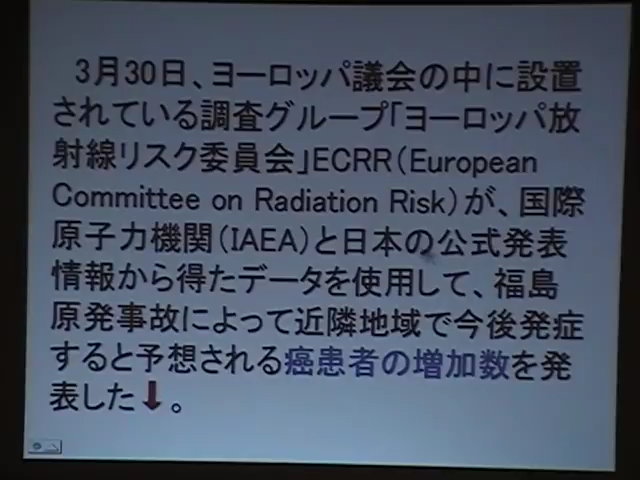 3月30日、ヨーロッパ議会の中に設置
されている調査グループ「ヨーロッパ放
射線リスク委員会」ECRR(European
Committee on Radiation Risk)が、国際
原子力機関(IAEA)と日本の公式発表
情報から得たデータを使用して、福島
原発事故によって近隣地域で今後発症
すると予想される癌患者の増加数を発
表した⬇。